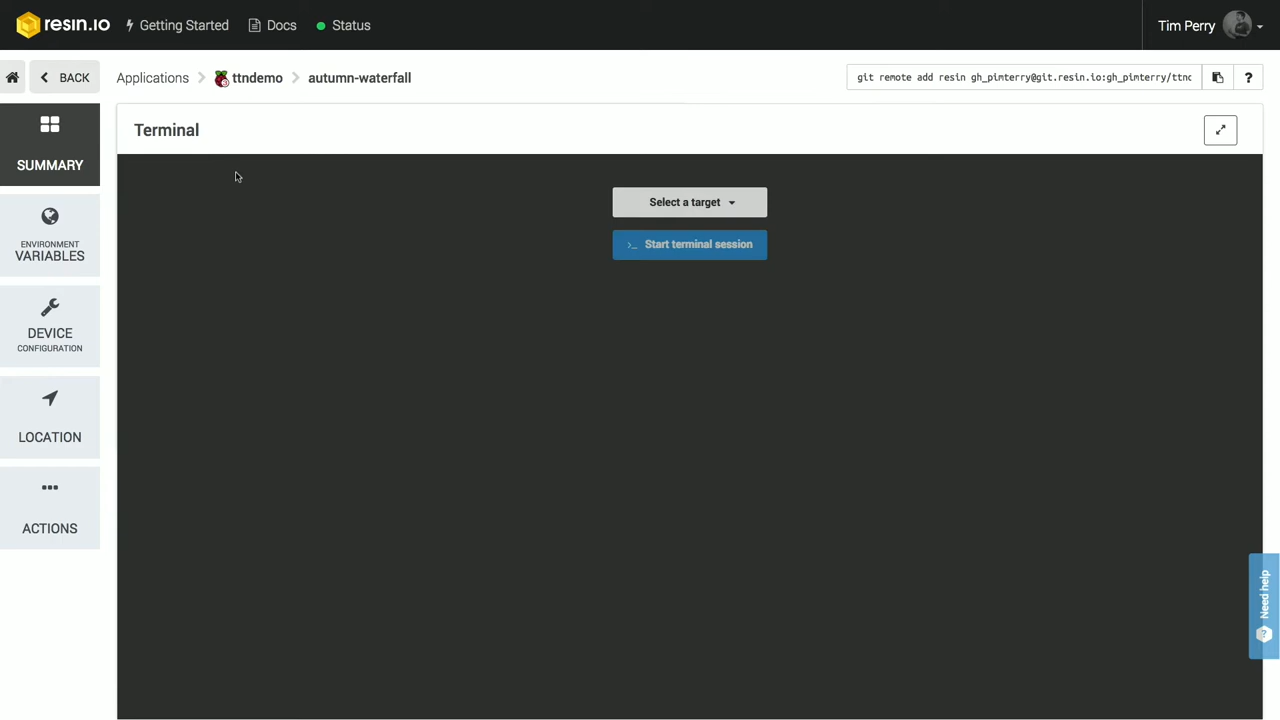 resin.io
Getting Started
Docs
Status
Tim Perry
BACK
Applications
ttndemo
autumn-waterfall
git remote add resin gh_pimterry@git.resin.io:gh_pimterry/ttnc
?
Terminal
SUMMARY
ENVIRONMENT
VARIABLES
DEVICE
CONFIGURATION
LOCATION
ACTIONS
Select a target
>_ Start terminal session
Need help
?